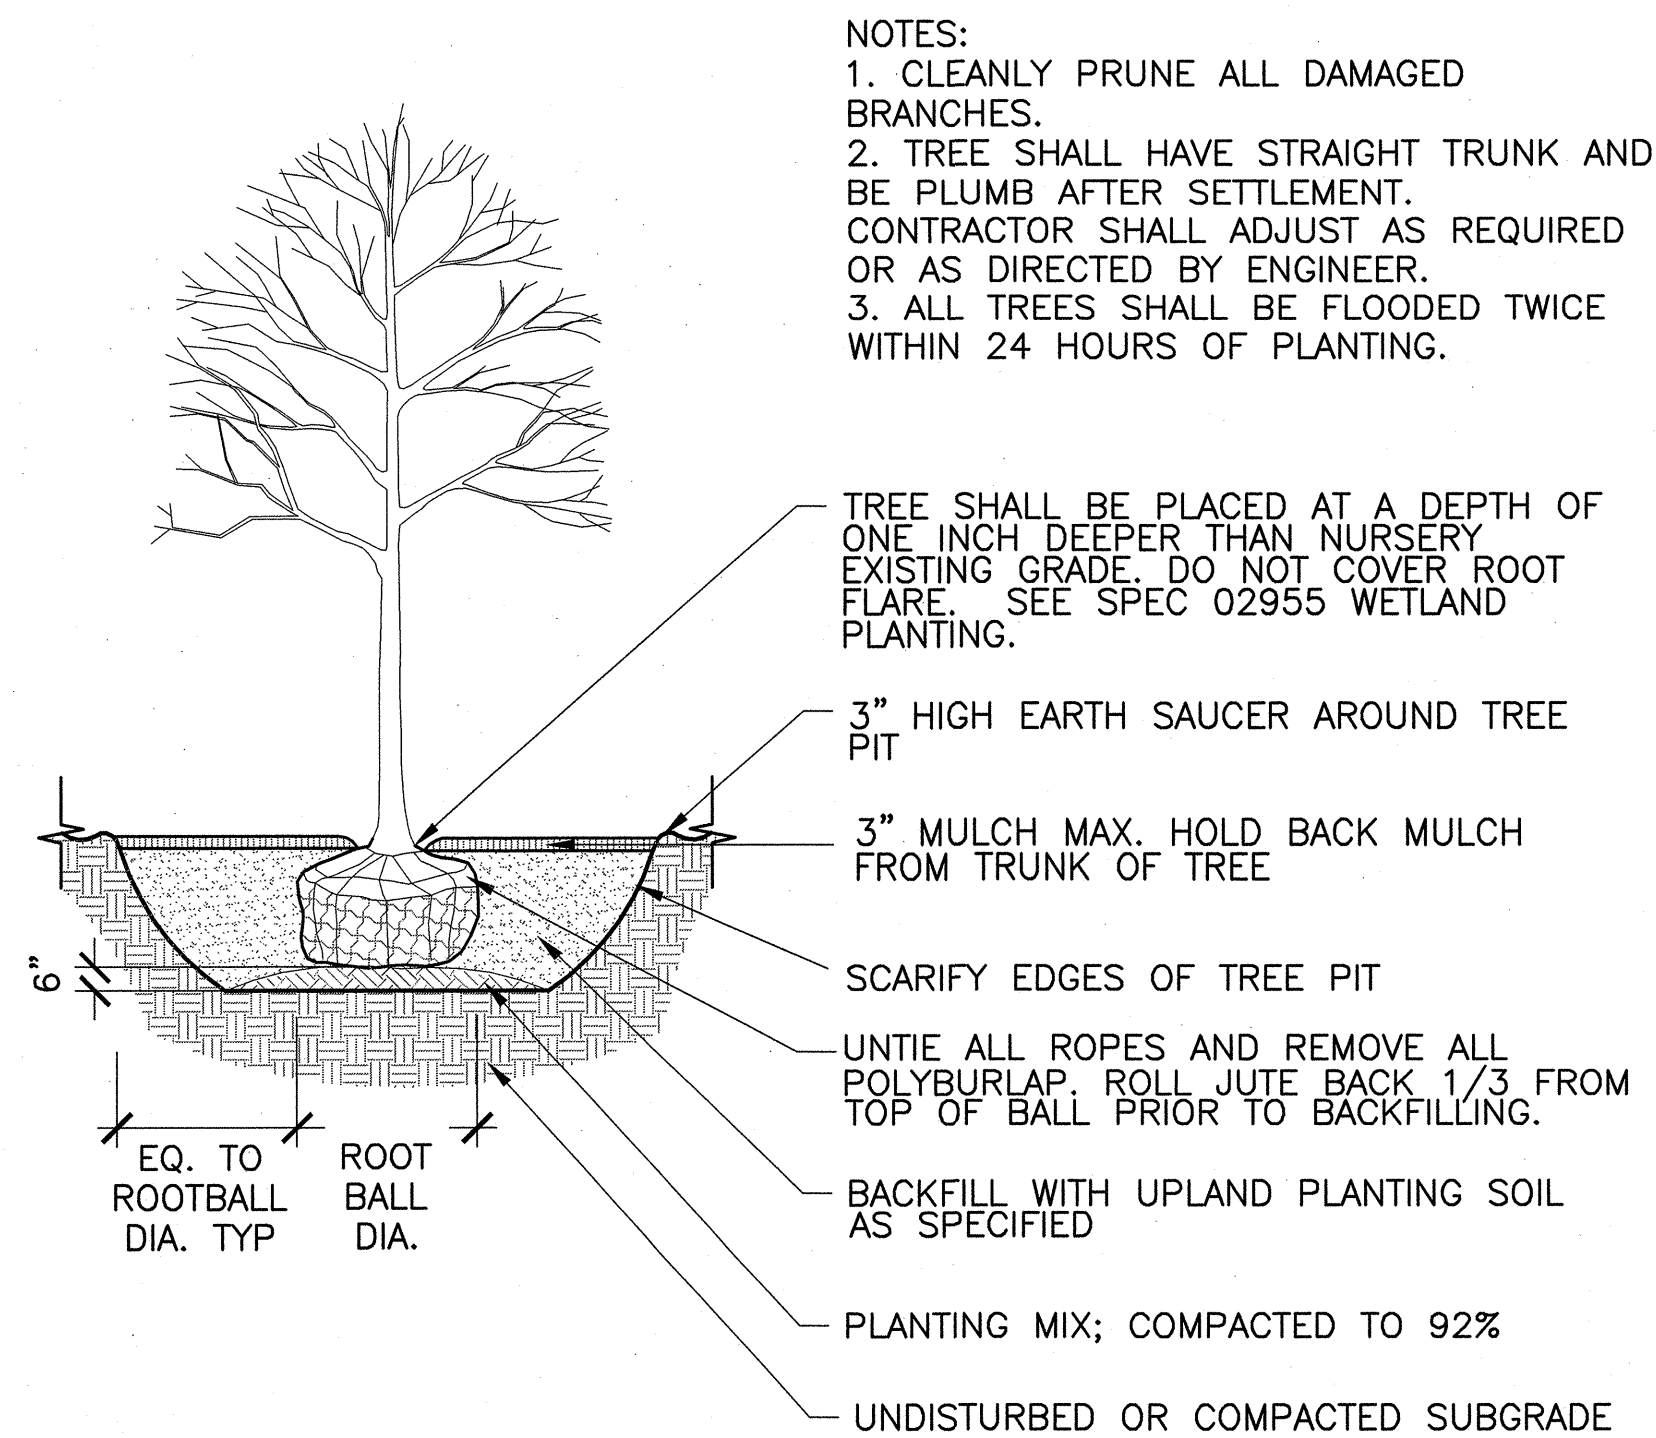 NOTES:
1. CLEANLY PRUNE ALL DAMAGED
BRANCHES.
2. TREE SHALL HAVE STRAIGHT TRUNK AND
BE PLUMB AFTER SETTLEMENT.
CONTRACTOR SHALL ADJUST AS REQUIRED
OR AS DIRECTED BY ENGINEER.
3. ALL TREES SHALL BE FLOODED TWICE
WITHIN 24 HOURS OF PLANTING.
TREE SHALL BE PLACED AT A DEPTH OF
ONE INCH DEEPER THAN NURSERY
EXISTING GRADE. DO NOT COVER ROOT
FLARE. SEE SPEC 02955 WETLAND
PLANTING.
3" HIGH EARTH SAUCER AROUND TREE
PIT
3" MULCH MAX. HOLD BACK MULCH
FROM TRUNK OF TREE
SCARIFY EDGES OF TREE PIT
UNTIE ALL ROPES AND REMOVE ALL
POLYBURLAP. ROLL JUTE BACK 1/3 FROM
TOP OF BALL PRIOR TO BACKFILLING.
BACKFILL WITH UPLAND PLANTING SOIL
AS SPECIFIED
PLANTING MIX; COMPACTED TO 92%
UNDISTURBED OR COMPACTED SUBGRADE
6"
EQ. TO
ROOTBALL
DIA. TYP
ROOT
BALL
DIA.